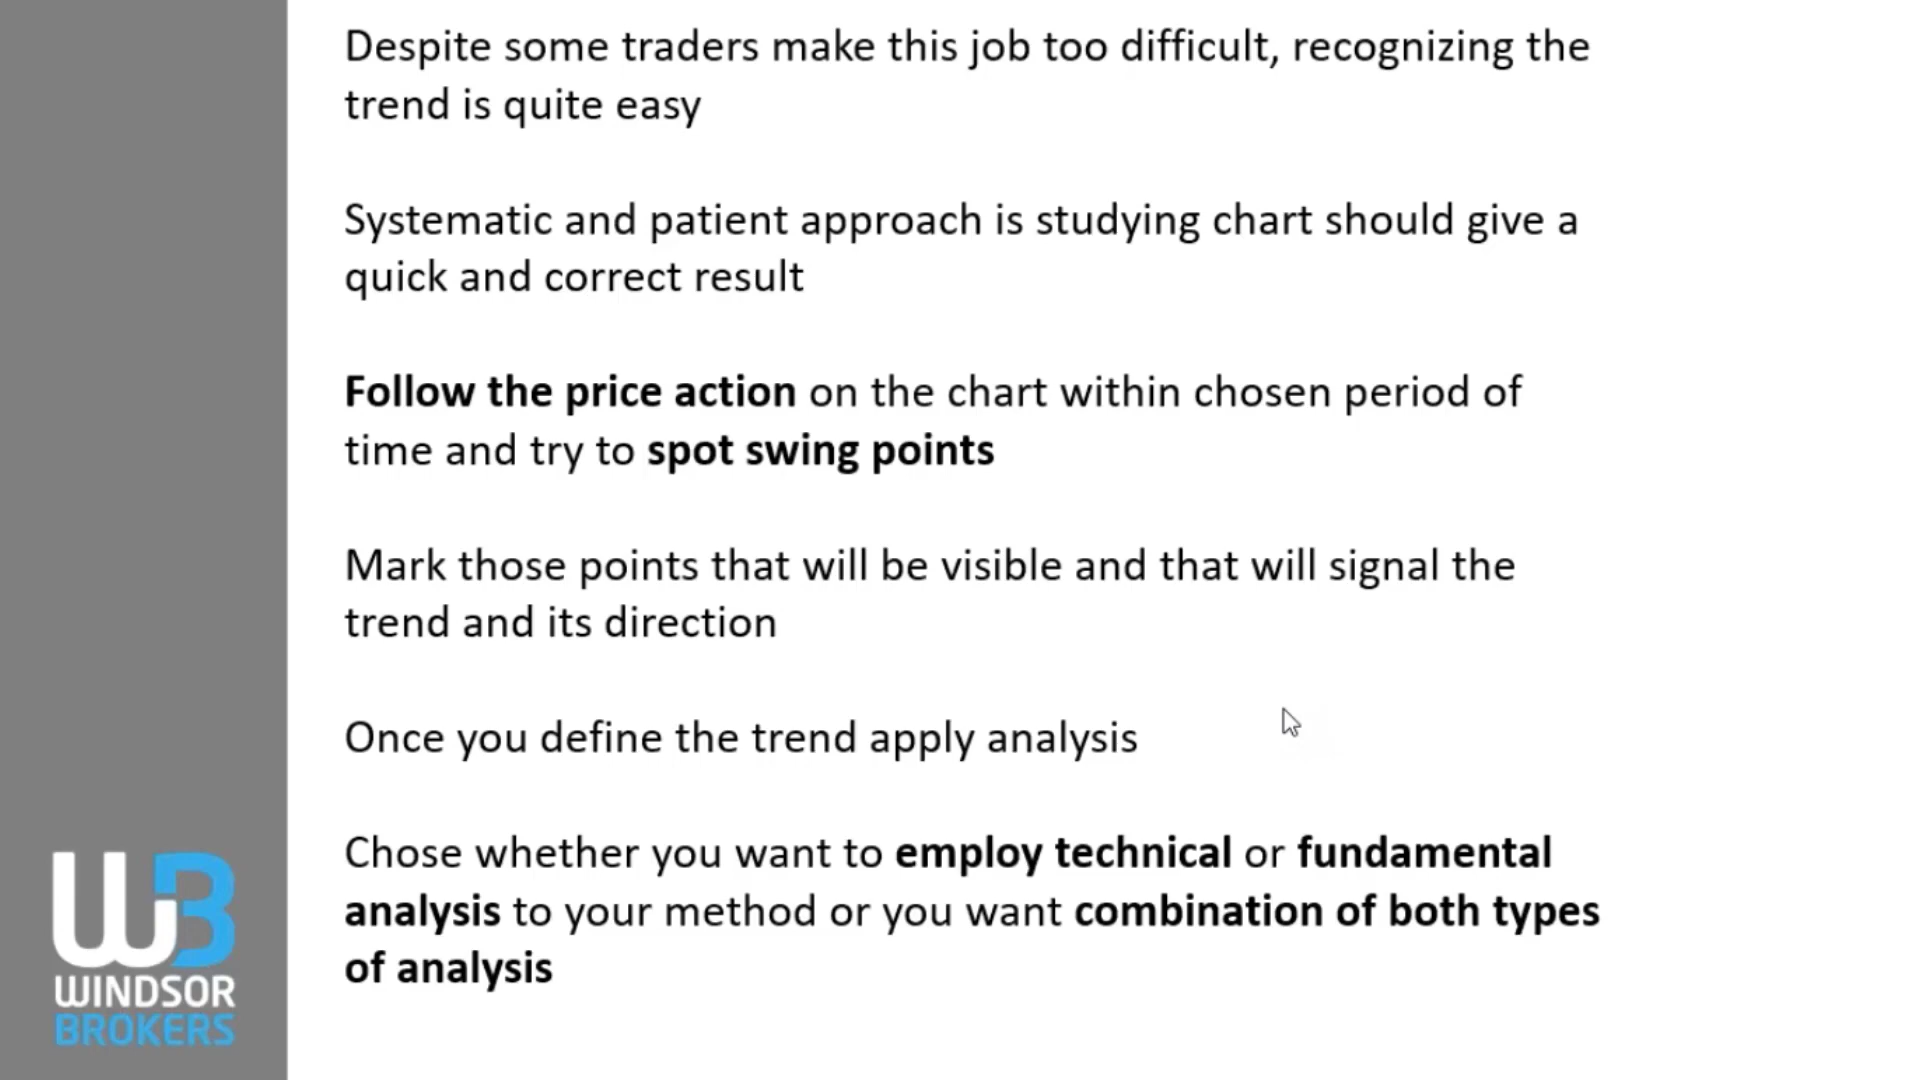 Despite some traders make this job too difficult, recognizing the
trend is quite easy
Systematic and patient approach is studying chart should give a
quick and correct result
Follow the price action on the chart within chosen period of
time and try to spot swing points
Mark those points that will be visible and that will signal the
trend and its direction
Once you define the trend apply analysis
Chose whether you want to employ technical or fundamental
analysis to your method or you want combination of both types
of analysis
WB
WINDSOR
BROKERS